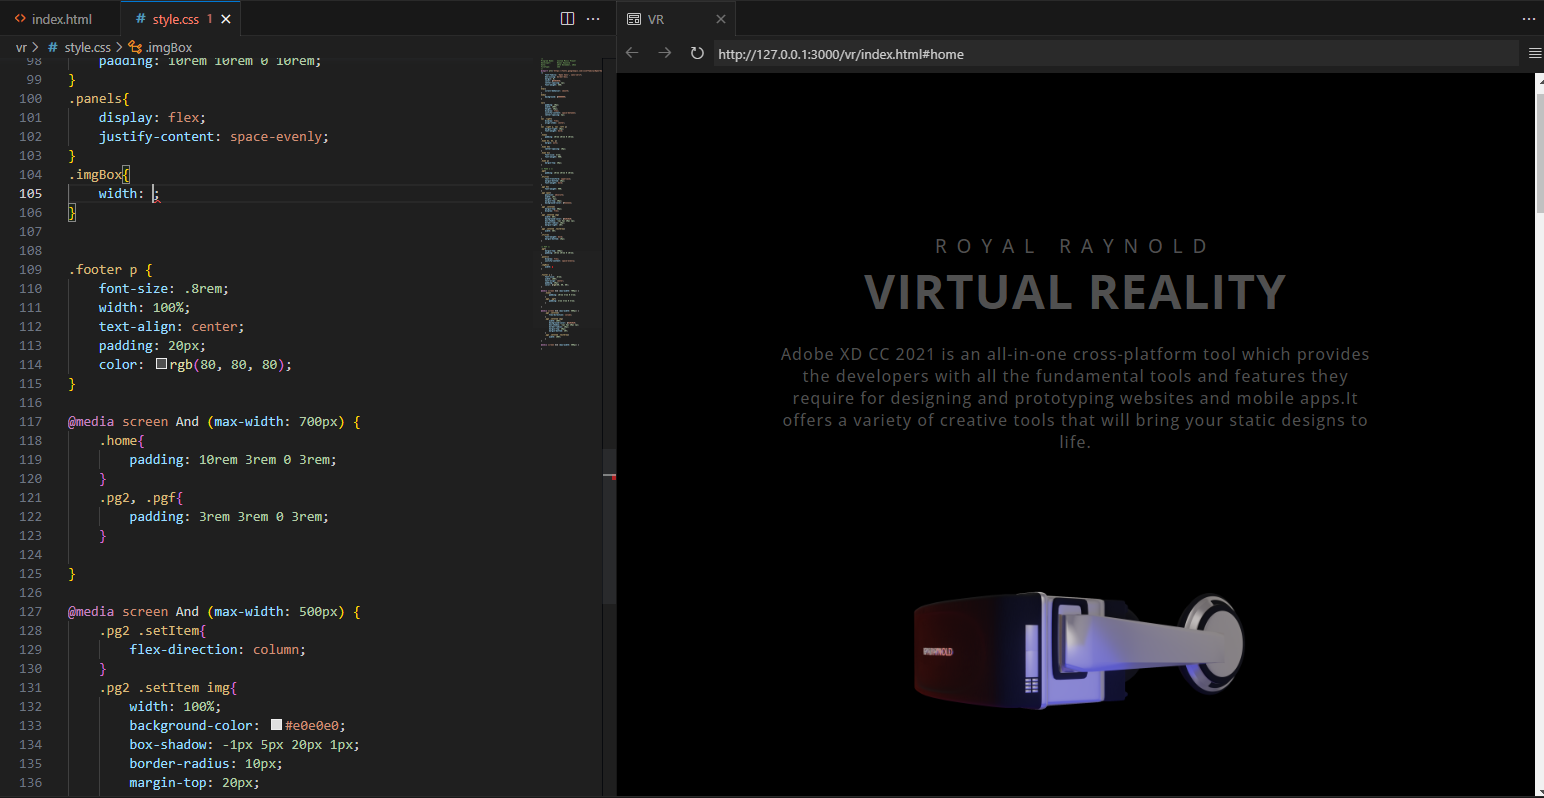 index.html
style.css 1
vr > # style.css > .imgBox
98 padding: 10rem 10rem 0 10rem;
99 }
100 .panels{
101 display: flex;
102 justify-content: space-evenly;
103 }
104 .imgBox{
105 width: ;
106 }
107
108
109 .footer p {
110 font-size: .8rem;
111 width: 100%;
112 text-align: center;
113 padding: 20px;
114 color: rgb(80, 80, 80);
115 }
116
117 @media screen And (max-width: 700px) {
118 .home{
119 padding: 10rem 3rem 0 3rem;
120 }
121 .pg2, .pgf{
122 padding: 3rem 3rem 0 3rem;
123 }
124
125 }
126
127 @media screen And (max-width: 500px) {
128 .pg2 .setItem{
129 flex-direction: column;
130 }
131 .pg2 .setItem img{
132 width: 100%;
133 background-color: #e0e0e0;
134 box-shadow: -1px 5px 20px 1px;
135 border-radius: 10px;
136 margin-top: 20px;
VR
http://127.0.0.1:3000/vr/index.html#home
ROYAL RAYNOLD
VIRTUAL REALITY
Adobe XD CC 2021 is an all-in-one cross-platform tool which provides
the developers with all the fundamental tools and features they
require for designing and prototyping websites and mobile apps.It
offers a variety of creative tools that will bring your static designs to
life.